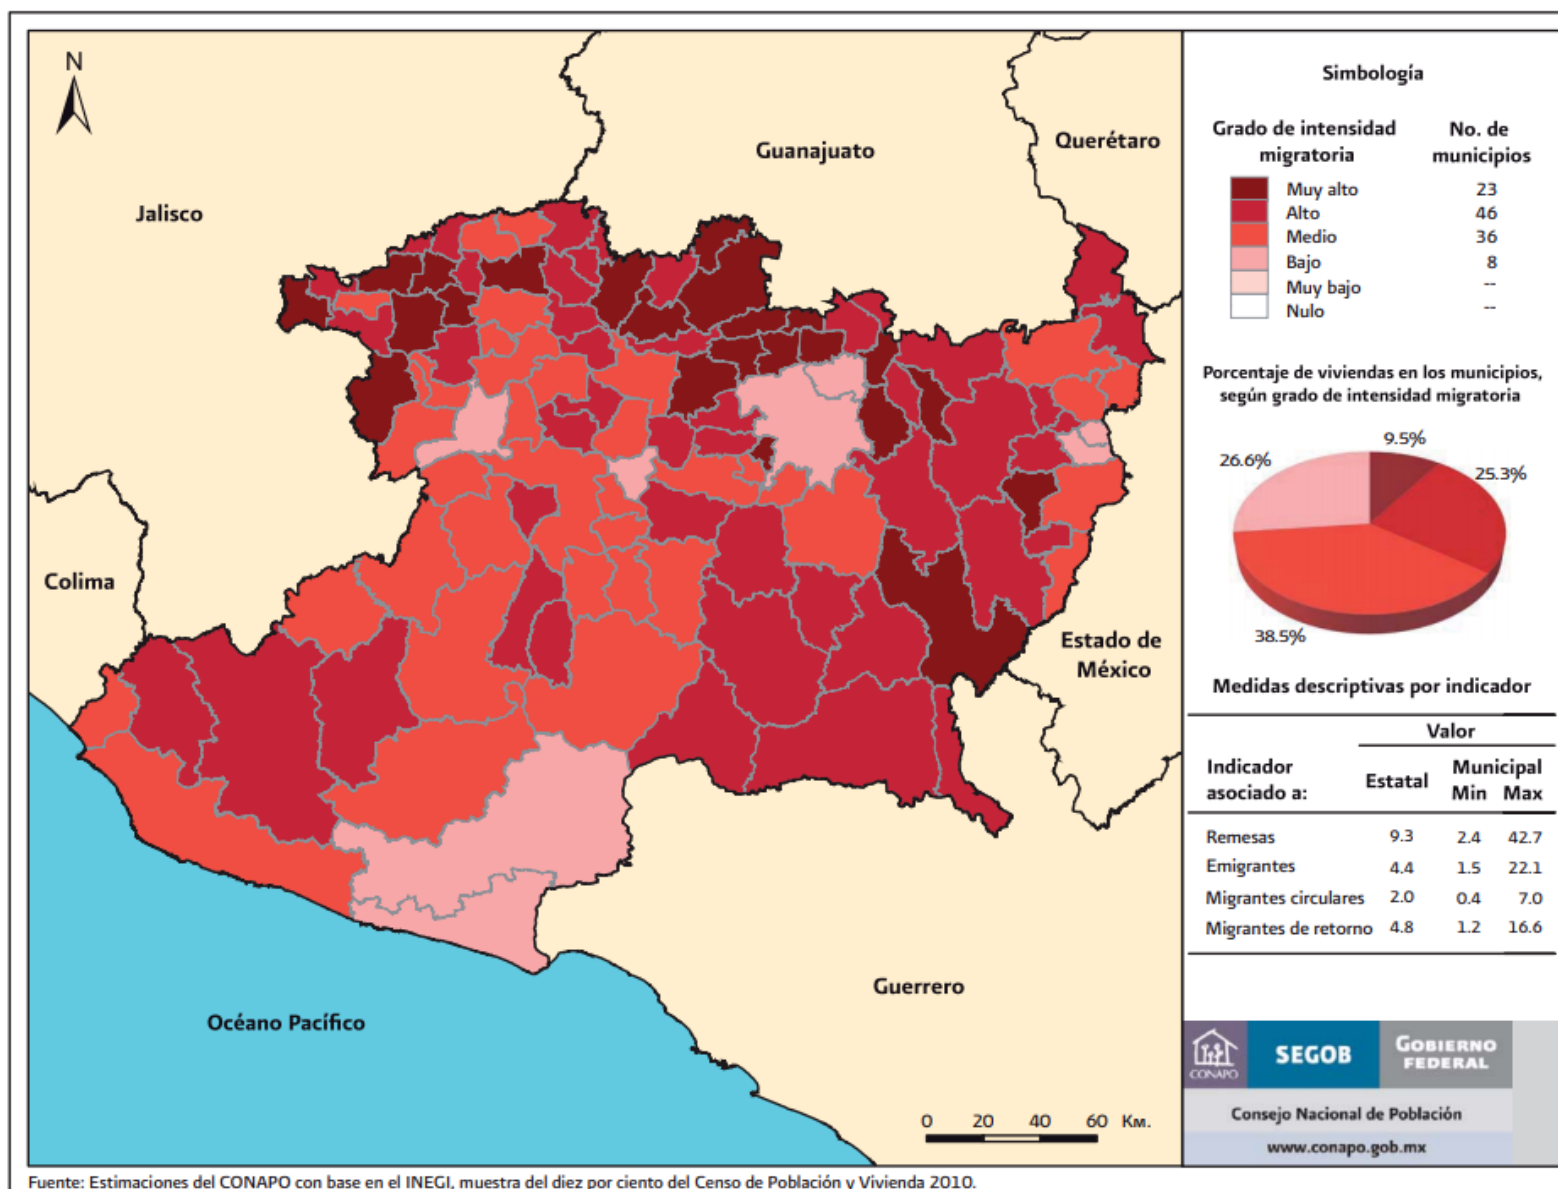 N
Jalisco
Guanajuato
Querétaro
Colima
Estado de
México
Guerrero
Océano Pacífico
0 20 40 60 Km.
Simbología
Grado de intensidad
migratoria
No. de
municipios
Muy alto 23
Alto 46
Medio 36
Bajo 8
Muy bajo --
Nulo --
Porcentaje de viviendas en los municipios,
según grado de intensidad migratoria
9.5%
26.6%
25.3%
38.5%
Medidas descriptivas por indicador
Valor
Indicador
asociado a:
Estatal
Municipal
Min Max
Remesas 9.3 2.4 42.7
Emigrantes 4.4 1.5 22.1
Migrantes circulares 2.0 0.4 7.0
Migrantes de retorno 4.8 1.2 16.6
CONAPO
SEGOB
GOBIERNO
FEDERAL
Consejo Nacional de Población
www.conapo.gob.mx
Fuente: Estimaciones del CONAPO con base en el INEGI, muestra del diez por ciento del Censo de Población y Vivienda 2010.